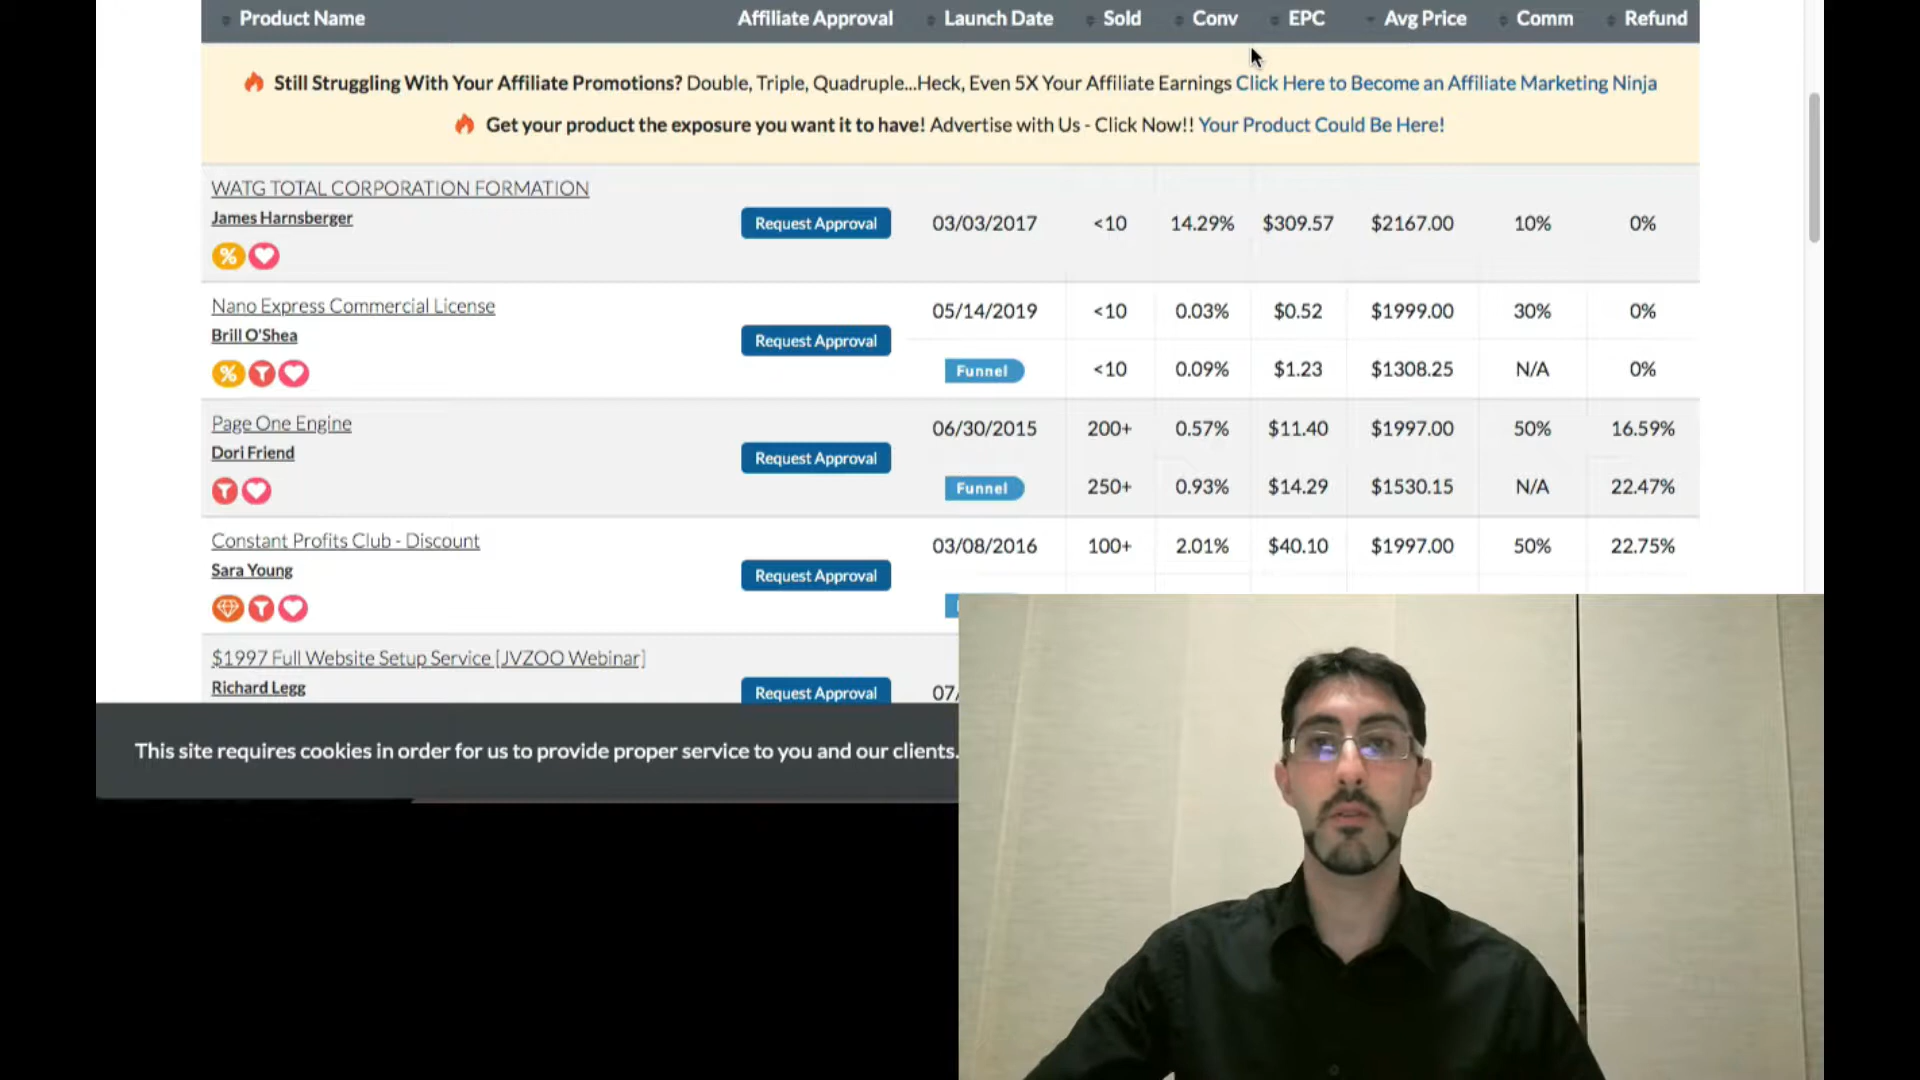 Product Name Affiliate Approval Launch Date Sold Conv EPC Avg Price Comm Refund
Still Struggling With Your Affiliate Promotions? Double, Triple, Quadruple...Heck, Even 5X Your Affiliate Earnings Click Here to Become an Affiliate Marketing Ninja
Get your product the exposure you want it to have! Advertise with Us - Click Now!! Your Product Could Be Here!
WATG TOTAL CORPORATION FORMATION
James Harnsberger
%
Request Approval 03/03/2017 <10 14.29% $309.57 $2167.00 10% 0%
Nano Express Commercial License
Brill O'Shea
%
Request Approval
05/14/2019 <10 0.03% $0.52 $1999.00 30% 0%
Funnel <10 0.09% $1.23 $1308.25 N/A 0%
Page One Engine
Dori Friend
Request Approval
06/30/2015 200+ 0.57% $11.40 $1997.00 50% 16.59%
Funnel 250+ 0.93% $14.29 $1530.15 N/A 22.47%
Constant Profits Club - Discount
Sara Young
Request Approval
03/08/2016 100+ 2.01% $40.10 $1997.00 50% 22.75%
$1997 Full Website Setup Service [JVZOO Webinar]
Richard Legg
Request Approval 07/
This site requires cookies in order for us to provide proper service to you and our clients.